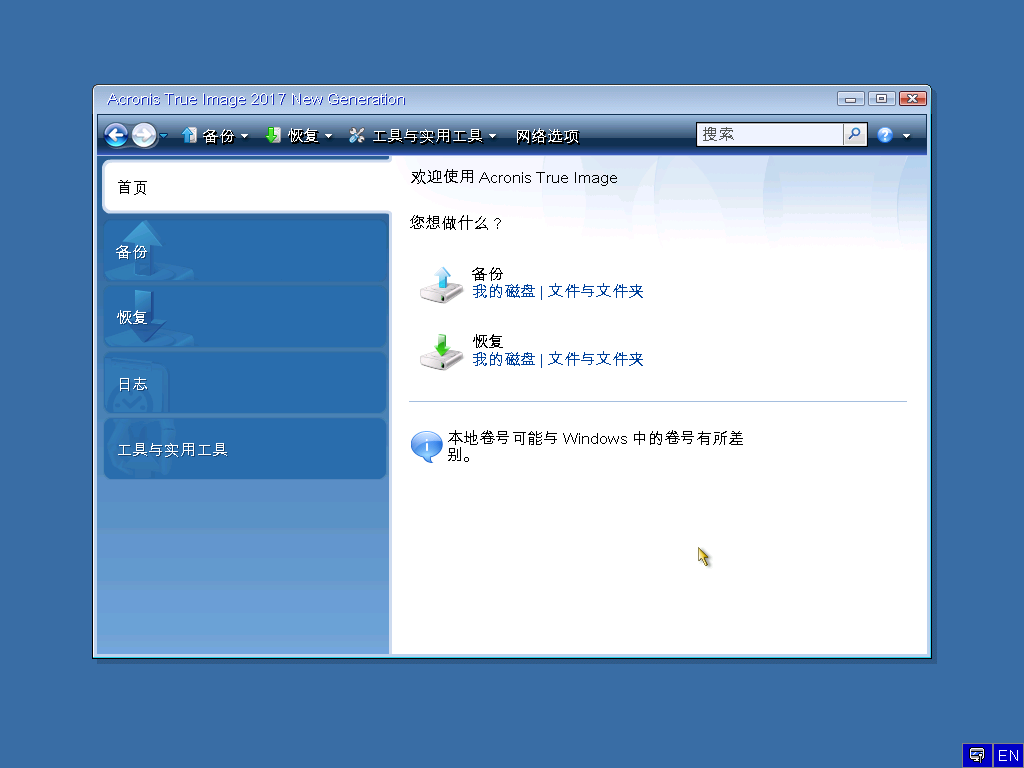 Acronis True Image 2017 New Generation
备份 恢复 工具与实用工具 网络选项 搜索
首页
备份
恢复
日志
工具与实用工具
欢迎使用 Acronis True Image
您想做什么？
备份
我的磁盘 | 文件与文件夹
恢复
我的磁盘 | 文件与文件夹
本地卷号可能与 Windows 中的卷号有所差
别。
EN